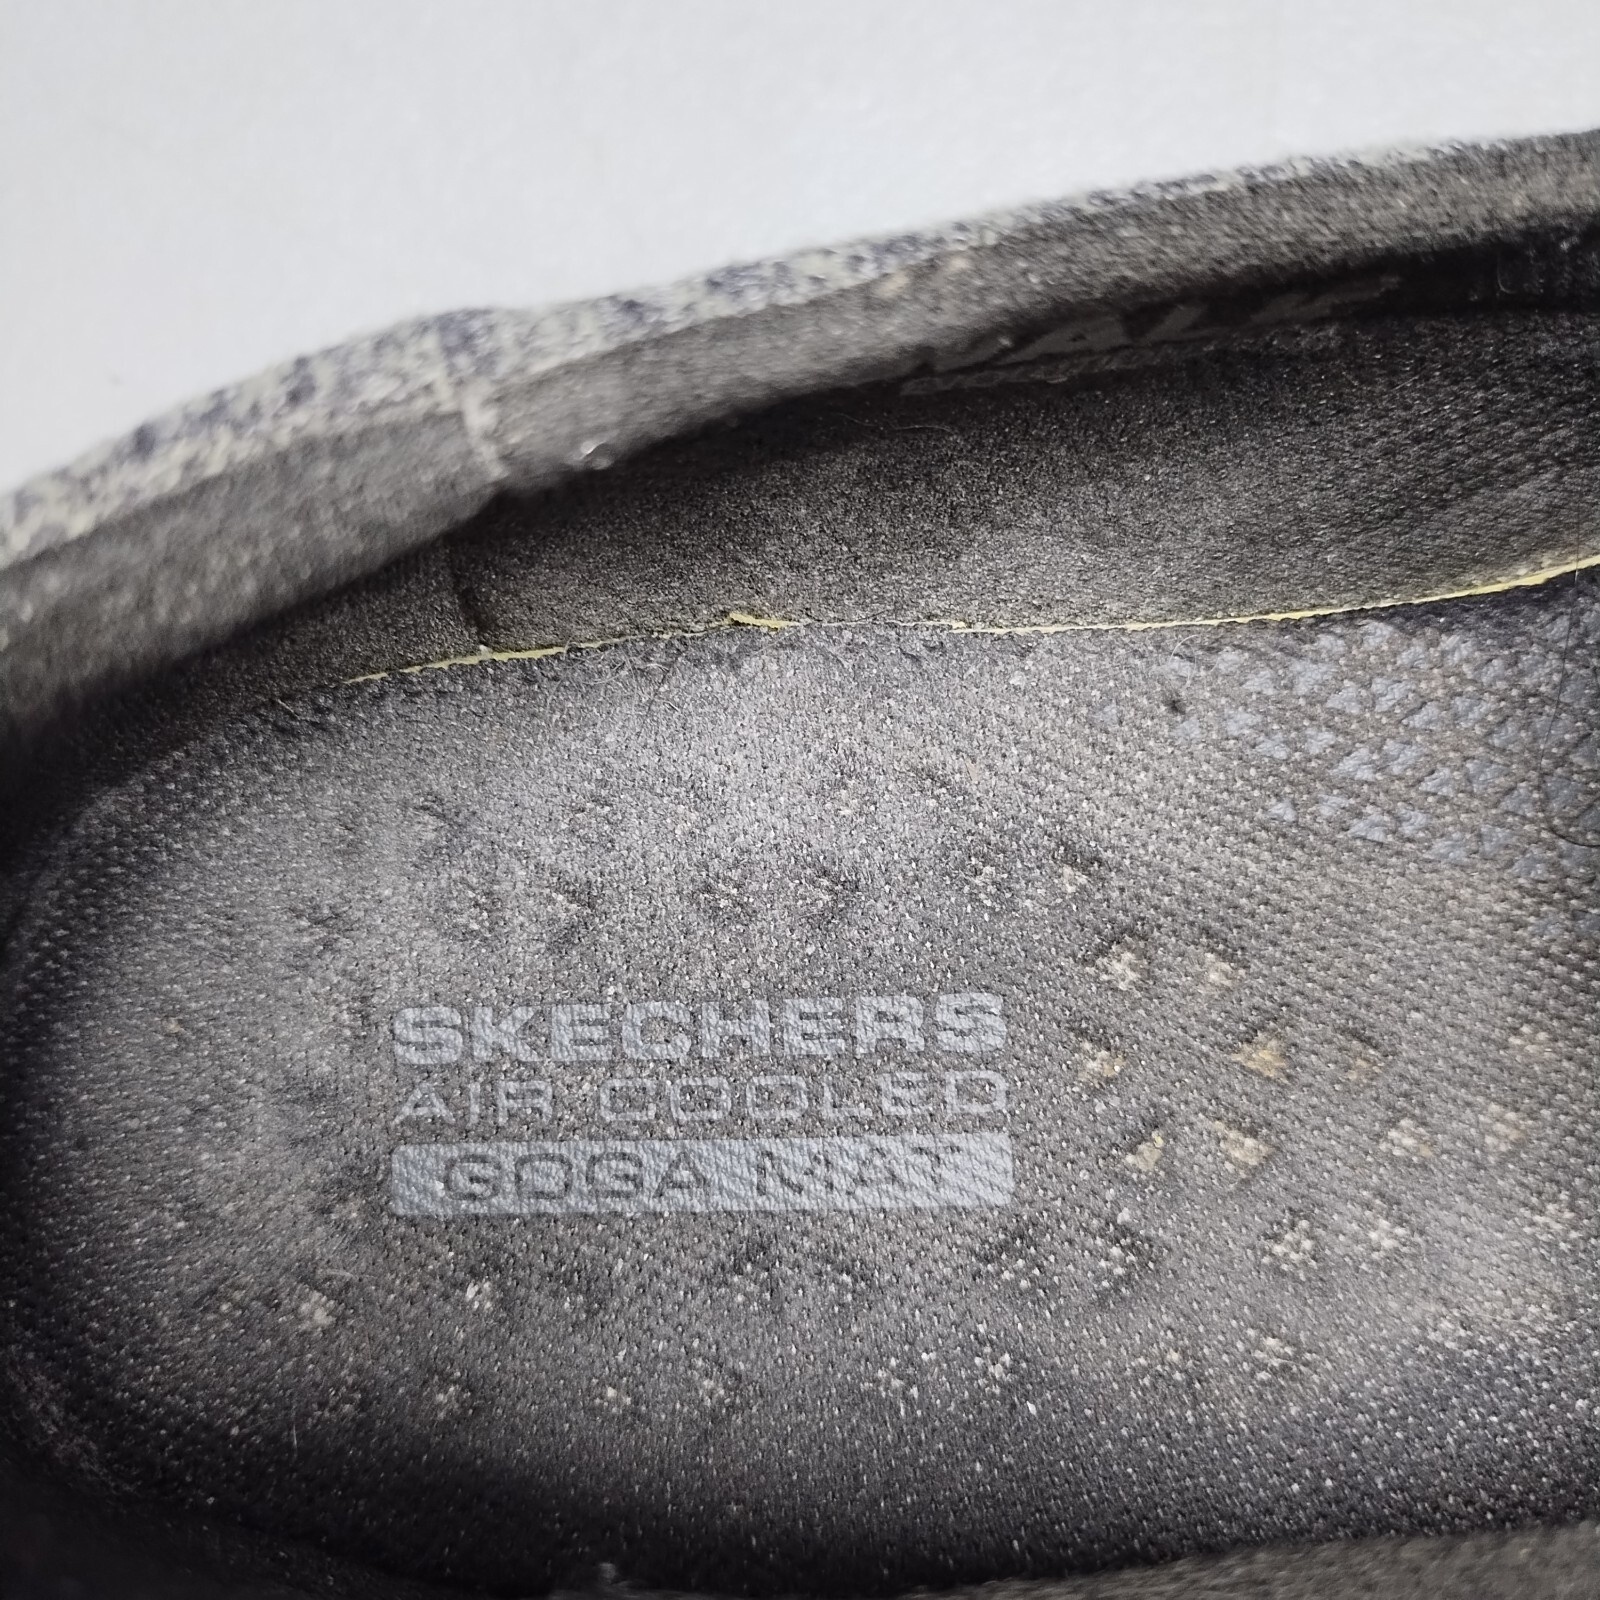 SKECHERS
AIR COOLED
GOGA MAT